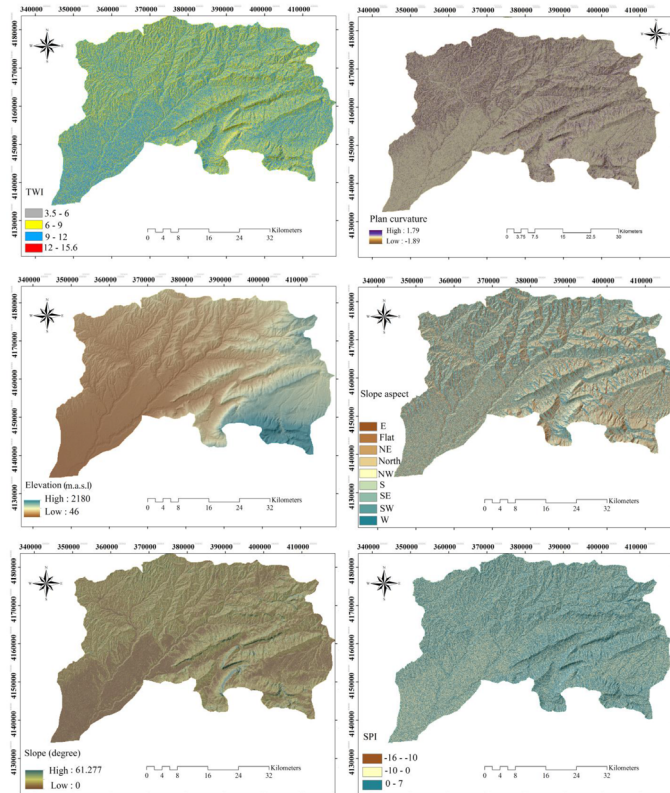 340000 350000 360000 370000 380000 390000 400000 410000
4180000
4170000
4160000
4150000
4140000
4130000
TWI
3.5 - 6
6 - 9
9 - 12
12 - 15.6
Kilometers
0 4 8 16 24 32
340000 350000 360000 370000 380000 390000 400000 410000
4180000
4170000
4160000
4150000
4140000
4130000
Plan curvature
High : 1.79
Low : -1.89
Kilometers
0 3.75 7.5 15 22.5 30
340000 350000 360000 370000 380000 390000 400000 410000
4180000
4170000
4160000
4150000
4140000
4130000
Elevation (m.a.s.l)
High : 2180
Low : 46
Kilometers
0 4 8 16 24 32
340000 350000 360000 370000 380000 390000 400000 410000
4180000
4170000
4160000
4150000
4140000
4130000
Slope aspect
E
Flat
NE
North
NW
S
SE
SW
W
Kilometers
0 4 8 16 24 32
340000 350000 360000 370000 380000 390000 400000 410000
4180000
4170000
4160000
4150000
4140000
4130000
Slope (degree)
High : 61.277
Low : 0
Kilometers
0 4 8 16 24 32
340000 350000 360000 370000 380000 390000 400000 410000
4180000
4170000
4160000
4150000
4140000
4130000
SPI
-16 - -10
-10 - 0
0 - 7
Kilometers
0 4 8 16 24 32